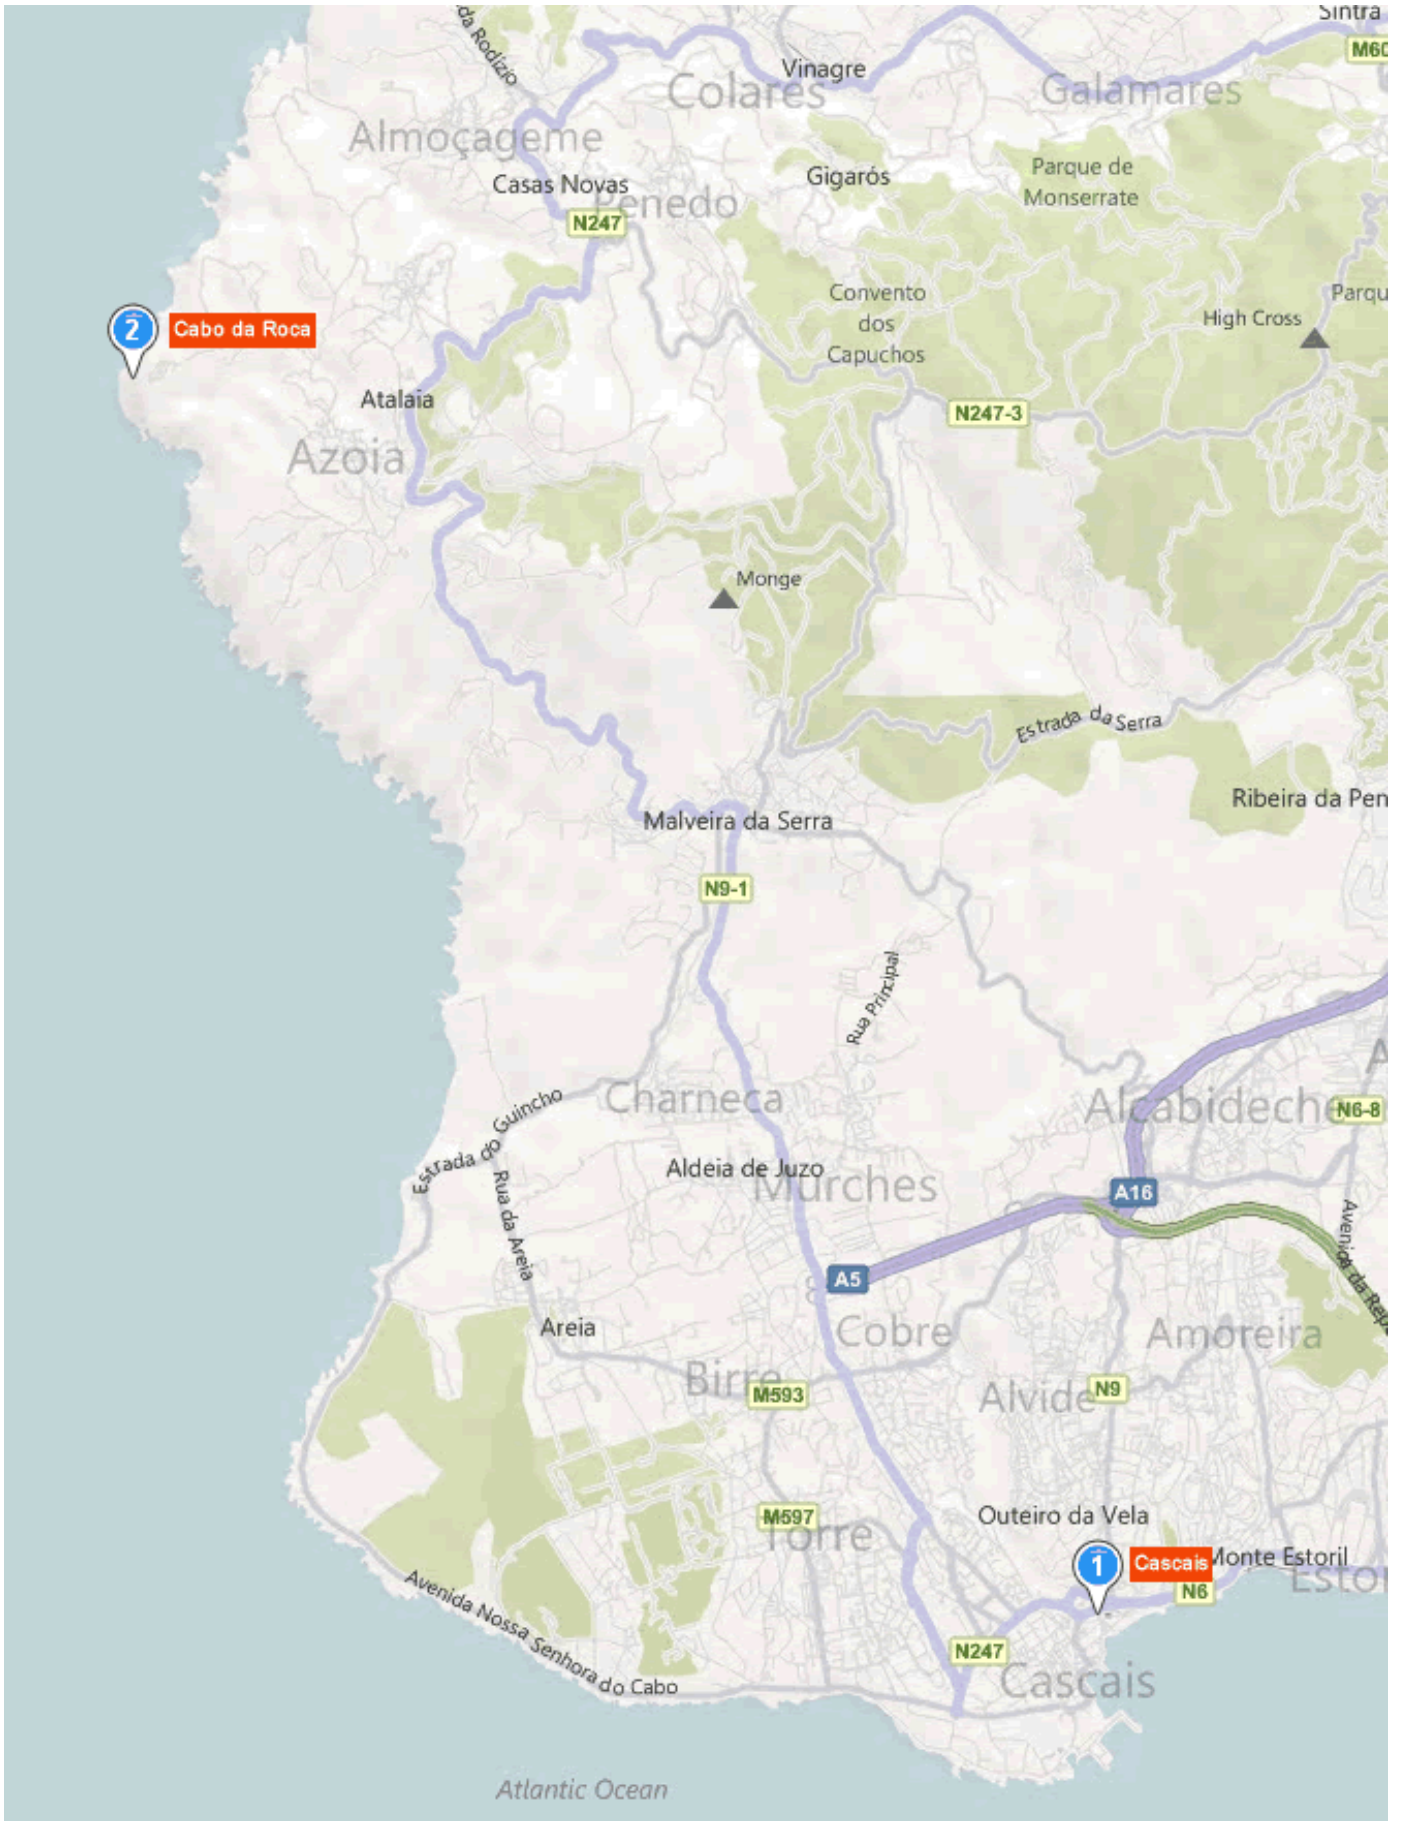 Sintra
da Rodízio
M60
Vinagre
Colares
Galamares
Almoçageme
Parque de
Monserrate
Gigarós
Casas Novas
Penedo
N247
Convento
dos
Capuchos
Parqu
High Cross
2
Cabo da Roca
Atalaia
N247-3
Azoia
Monge
Estrada da Serra
Ribeira da Pen
Malveira da Serra
N9-1
Rua Principal
Charneca
Alcabideche
A
N6-8
Estrada do Guincho
Aldeia de Juzo
Murches
A16
Rua da Areia
Avenida da Repu
A5
Areia
Cobre
Amoreira
Birre
M593
Alvide
N9
Outeiro da Vela
M597
Torre
1
Cascais
Monte Estoril
Estor
N6
Avenida Nossa Senhora do Cabo
N247
Cascais
Atlantic Ocean